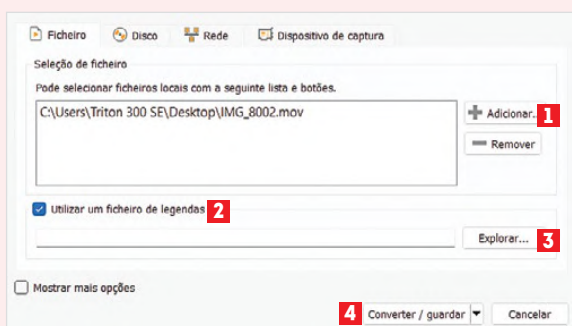 Ficheiro Disco Rede Dispositivo de captura
Seleção de ficheiro
Pode selecionar ficheiros locais com a seguinte lista e botões.
C:\Users\Triton 300 SE\Desktop\IMG_8002.mov
Adicionar... 1
Remover
Utilizar um ficheiro de legendas 2
Explorar... 3
Mostrar mais opções
4 Converter / guardar Cancelar